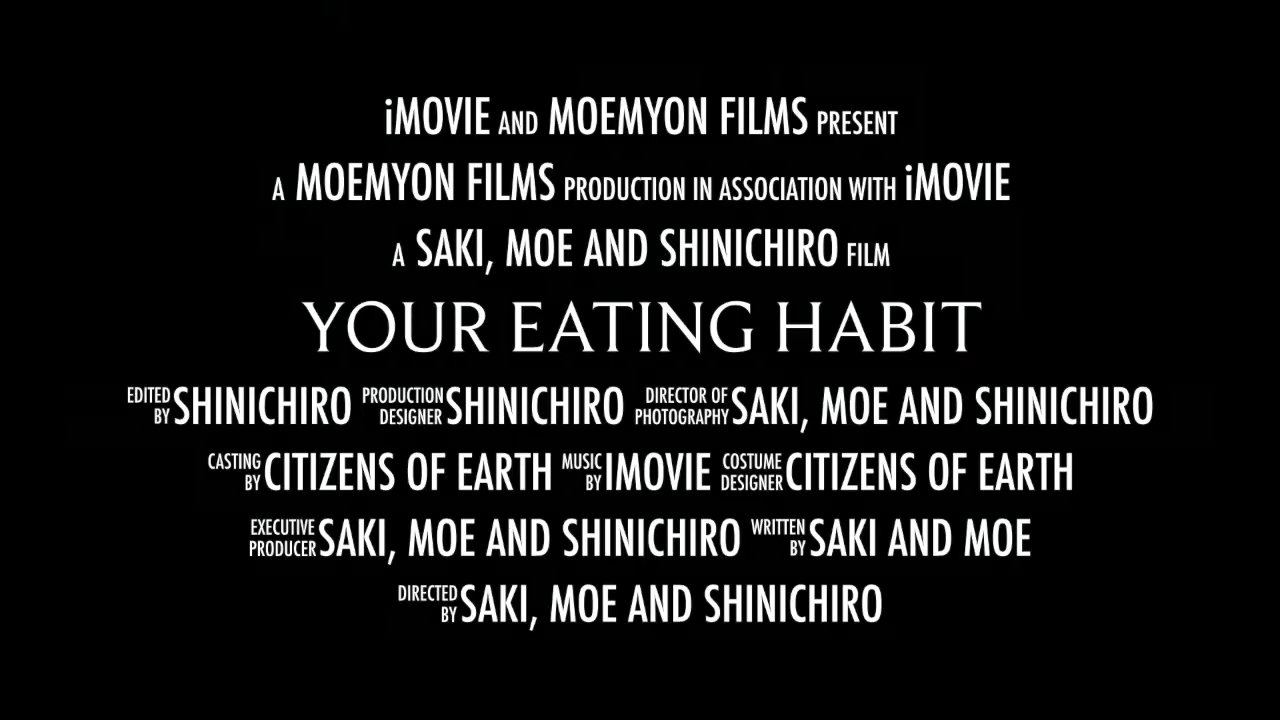 iMOVIE AND MOEMYON FILMS PRESENT
A MOEMYON FILMS PRODUCTION IN ASSOCIATION WITH iMOVIE
A SAKI, MOE AND SHINICHIRO FILM
YOUR EATING HABIT
EDITED BY SHINICHIRO PRODUCTION DESIGNER SHINICHIRO DIRECTOR OF PHOTOGRAPHY SAKI, MOE AND SHINICHIRO
CASTING BY CITIZENS OF EARTH MUSIC BY IMOVIE COSTUME DESIGNER CITIZENS OF EARTH
EXECUTIVE PRODUCER SAKI, MOE AND SHINICHIRO WRITTEN BY SAKI AND MOE
DIRECTED BY SAKI, MOE AND SHINICHIRO